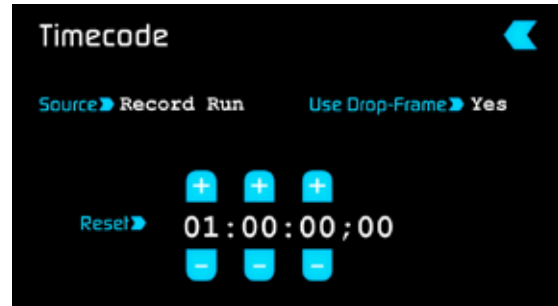 Timecode
Source Record Run Use Drop-Frame Yes
+ + +
Reset 01:00:00;00
- - -